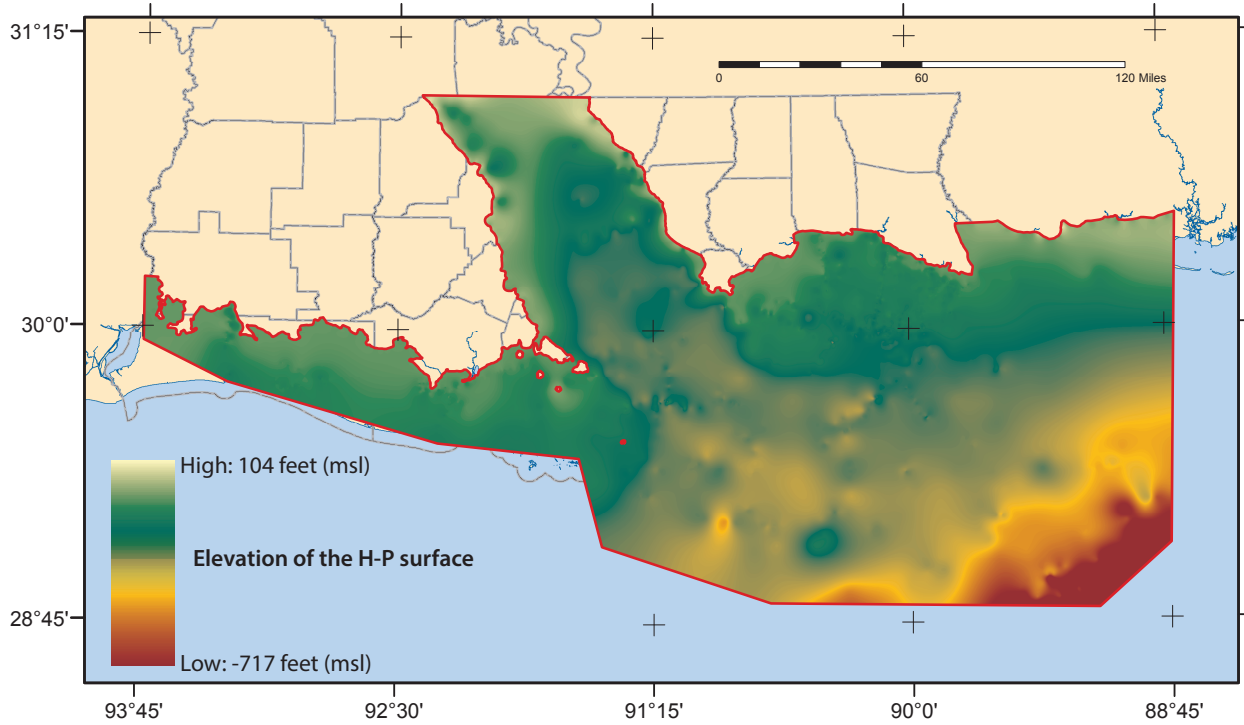 31°15'
0
60
120 Miles
30°0'
High: 104 feet (msl)
Elevation of the H-P surface
28°45'
Low: -717 feet (msl)
93°45'
92°30'
91°15'
90°0'
88°45'